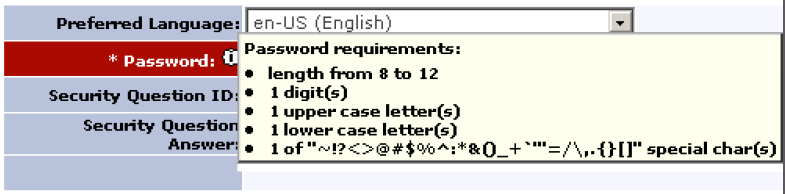 Preferred Language: en-US (English)
* Password:
Password requirements:
• length from 8 to 12
• 1 digit(s)
• 1 upper case letter(s)
• 1 lower case letter(s)
• 1 of "~!?<>@#$%^:*&()_+`'"=/\,.{}[]" special char(s)
Security Question ID:
Security Question
Answer: